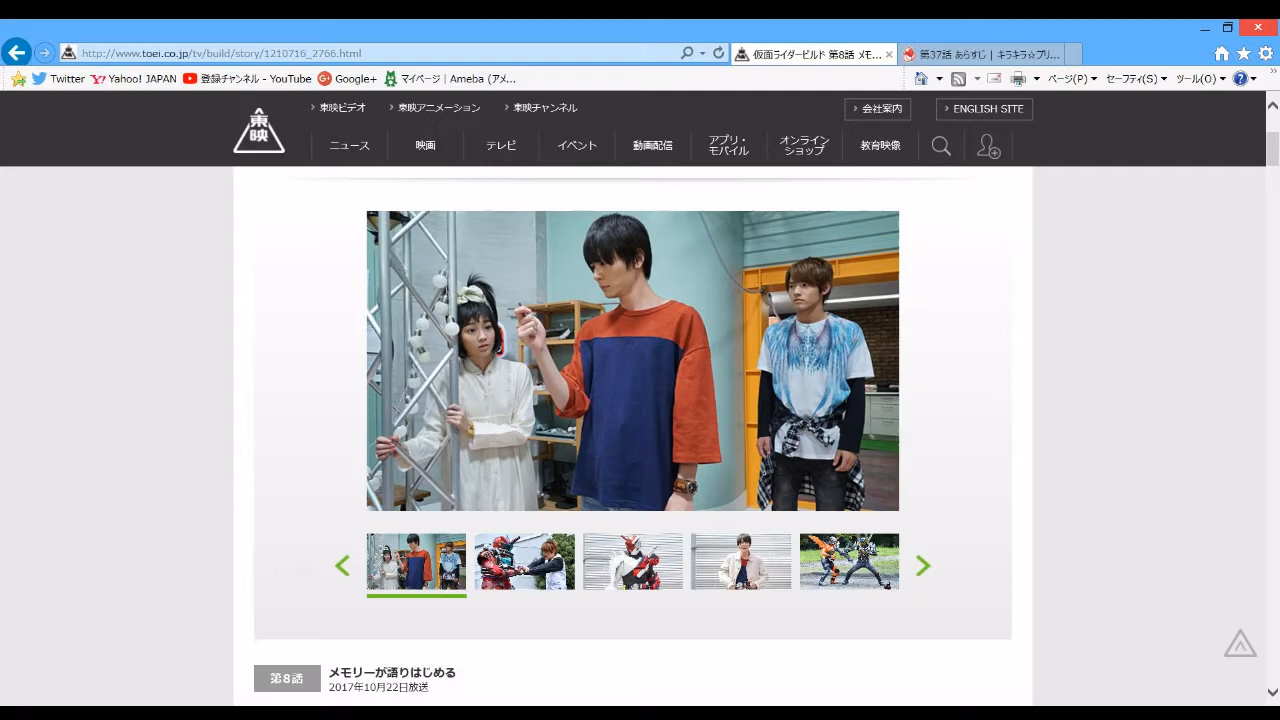 http://www.toei.co.jp/tv/build/story/1210716_2766.html
仮面ライダービルド 第8話 メモ...
第37話 あらすじ | キラキラ☆プリ...
Twitter
Yahoo! JAPAN
登録チャンネル - YouTube
Google+
マイページ | Ameba (アメ...
ページ(P)
セーフティ(S)
ツール(O)
東映
東映ビデオ
東映アニメーション
東映チャンネル
会社案内
ENGLISH SITE
ニュース
映画
テレビ
イベント
動画配信
アプリ・
モバイル
オンライン
ショップ
教育映像
第8話
メモリーが語りはじめる
2017年10月22日放送